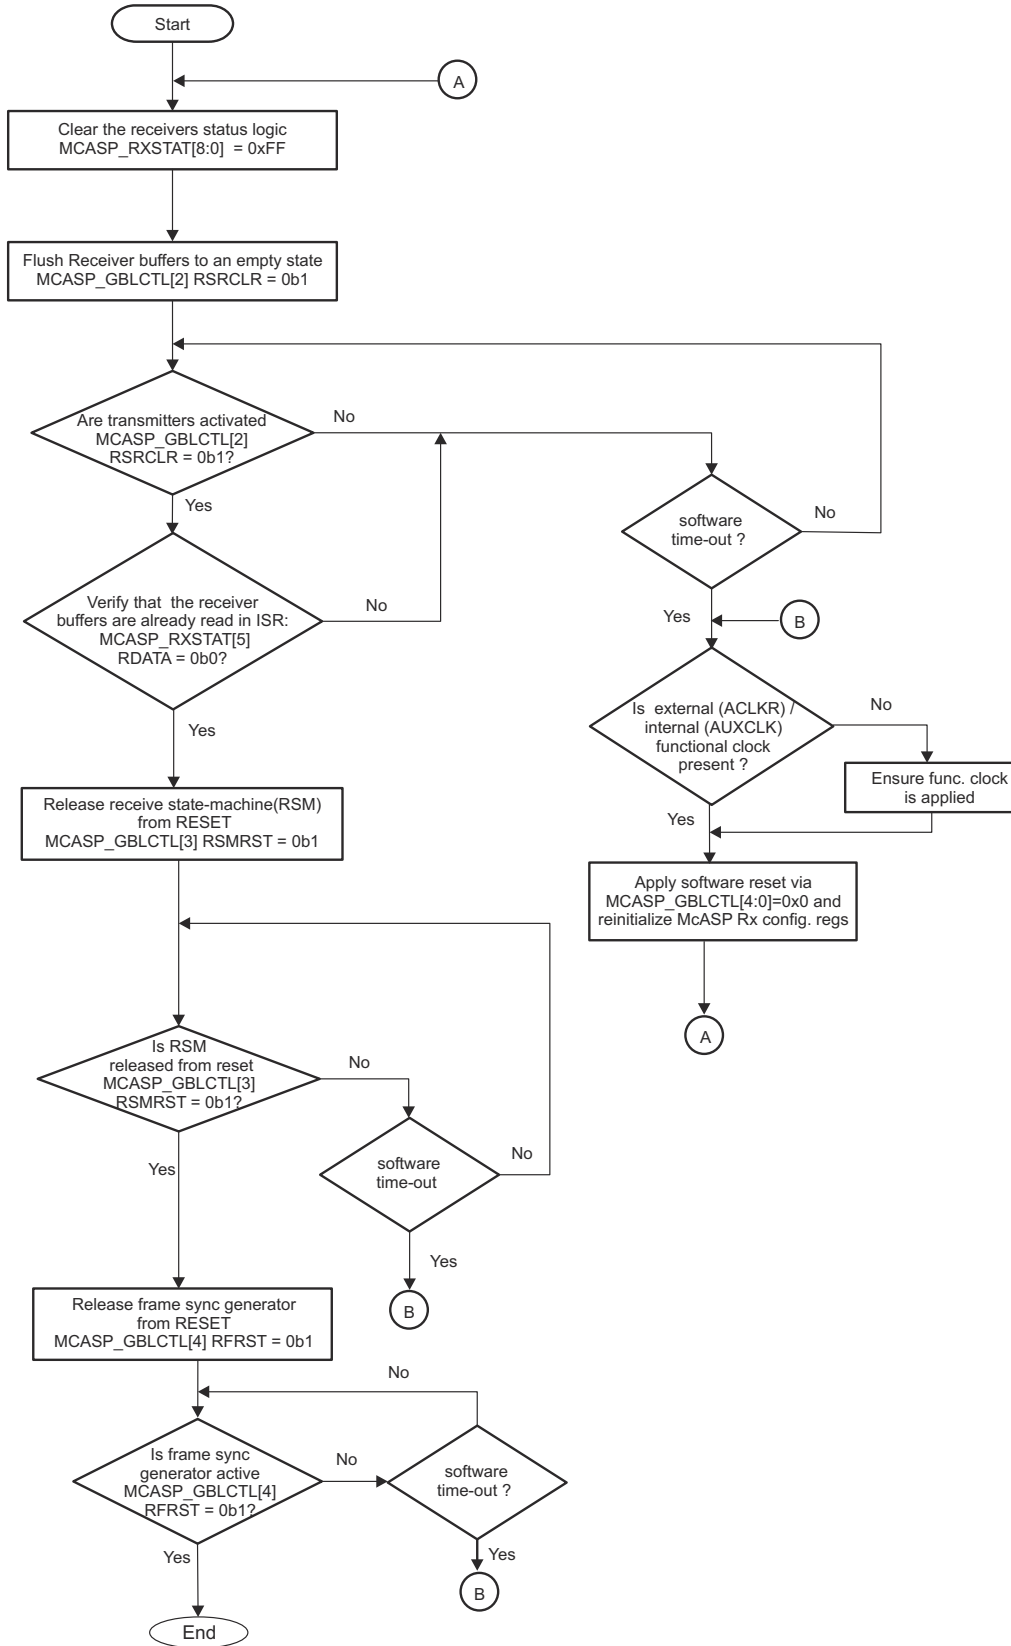 Start
A
Clear the receivers status logic
MCASP_RXSTAT[8:0]  = 0xFF
Flush Receiver buffers to an empty state
MCASP_GBLCTL[2] RSRCLR = 0b1
Are transmitters activated
MCASP_GBLCTL[2]
RSRCLR = 0b1?
No
Yes
software
time-out ?
No
Yes
B
Verify that  the receiver
buffers are already read in ISR:
MCASP_RXSTAT[5]
RDATA = 0b0?
No
Yes
Is  external (ACLKR) /
internal (AUXCLK)
functional clock
present ?
No
Ensure func. clock
is applied
Yes
Release receive state-machine(RSM)
from RESET
MCASP_GBLCTL[3] RSMRST = 0b1
Apply software reset via
MCASP_GBLCTL[4:0]=0x0 and
reinitialize McASP Rx config. regs
A
Is RSM
released from reset
MCASP_GBLCTL[3]
RSMRST = 0b1?
No
Yes
software
time-out
No
Yes
B
Release frame sync generator
from RESET
MCASP_GBLCTL[4] RFRST = 0b1
No
Is frame sync
generator active
MCASP_GBLCTL[4]
RFRST = 0b1?
No
software
time-out ?
Yes
Yes
B
End